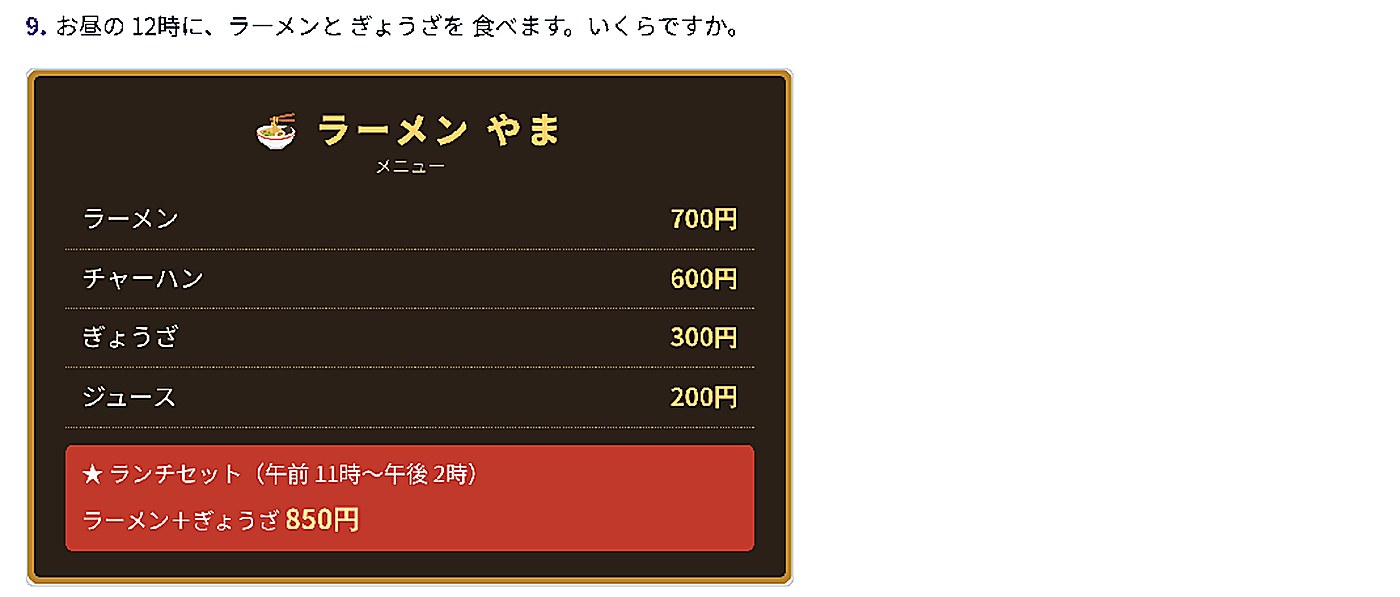 9. お昼の 12時に、ラーメンと ぎょうざを 食べます。いくらですか。
ラーメン やま
メニュー
ラーメン 700円
チャーハン 600円
ぎょうざ 300円
ジュース 200円
★ ランチセット（午前 11時～午後 2時）
ラーメン＋ぎょうざ 850円